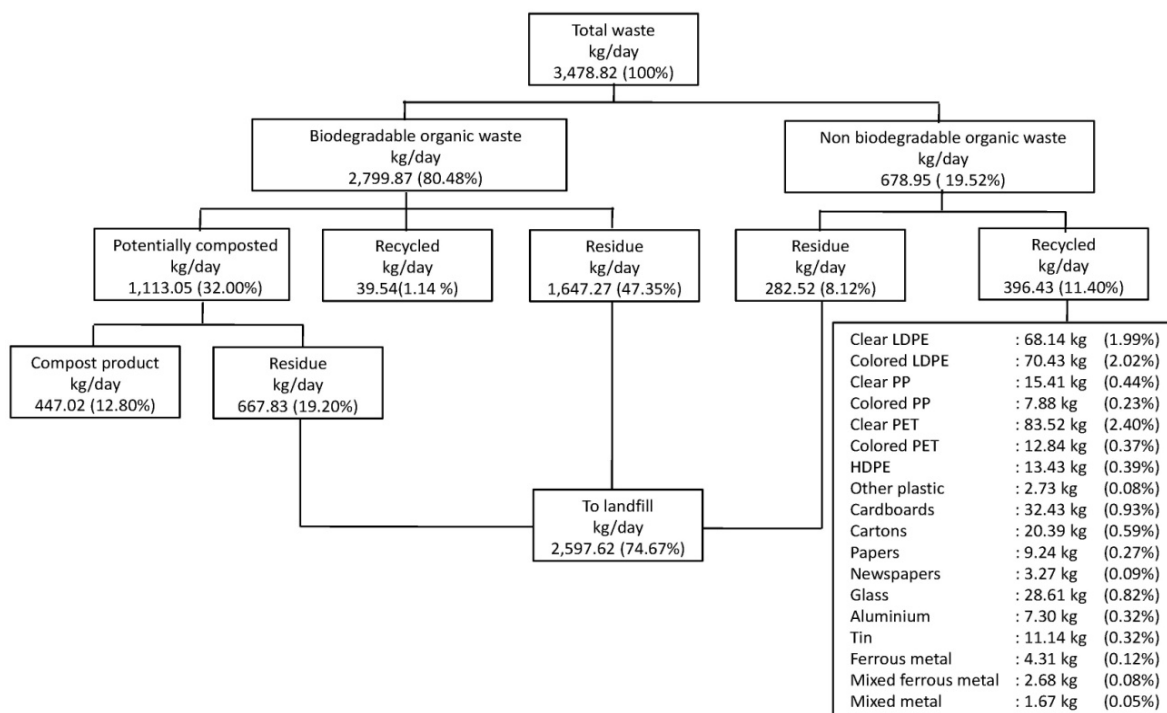 Total waste
kg/day
3,478.82 (100%)
Biodegradable organic waste
kg/day
2,799.87 (80.48%)
Non biodegradable organic waste
kg/day
678.95 ( 19.52%)
Potentially composted
kg/day
1,113.05 (32.00%)
Recycled
kg/day
39.54(1.14 %)
Residue
kg/day
1,647.27 (47.35%)
Residue
kg/day
282.52 (8.12%)
Recycled
kg/day
396.43 (11.40%)
Compost product
kg/day
447.02 (12.80%)
Residue
kg/day
667.83 (19.20%)
To landfill
kg/day
2,597.62 (74.67%)
Clear LDPE : 68.14 kg (1.99%)
Colored LDPE : 70.43 kg (2.02%)
Clear PP : 15.41 kg (0.44%)
Colored PP : 7.88 kg (0.23%)
Clear PET : 83.52 kg (2.40%)
Colored PET : 12.84 kg (0.37%)
HDPE : 13.43 kg (0.39%)
Other plastic : 2.73 kg (0.08%)
Cardboards : 32.43 kg (0.93%)
Cartons : 20.39 kg (0.59%)
Papers : 9.24 kg (0.27%)
Newspapers : 3.27 kg (0.09%)
Glass : 28.61 kg (0.82%)
Aluminium : 7.30 kg (0.32%)
Tin : 11.14 kg (0.32%)
Ferrous metal : 4.31 kg (0.12%)
Mixed ferrous metal : 2.68 kg (0.08%)
Mixed metal : 1.67 kg (0.05%)